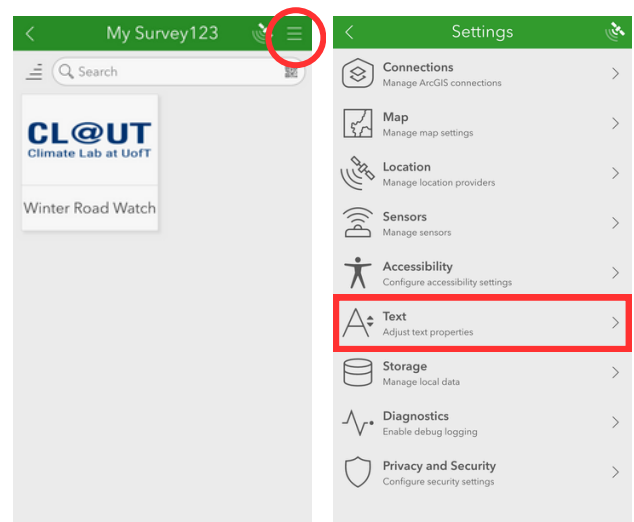 My Survey123
Search
CL@UT
Climate Lab at UofT
Winter Road Watch
Settings
Connections
Manage ArcGIS connections
Map
Manage map settings
Location
Manage location providers
Sensors
Manage sensors
Accessibility
Configure accessibility settings
Text
Adjust text properties
Storage
Manage local data
Diagnostics
Enable debug logging
Privacy and Security
Configure security settings